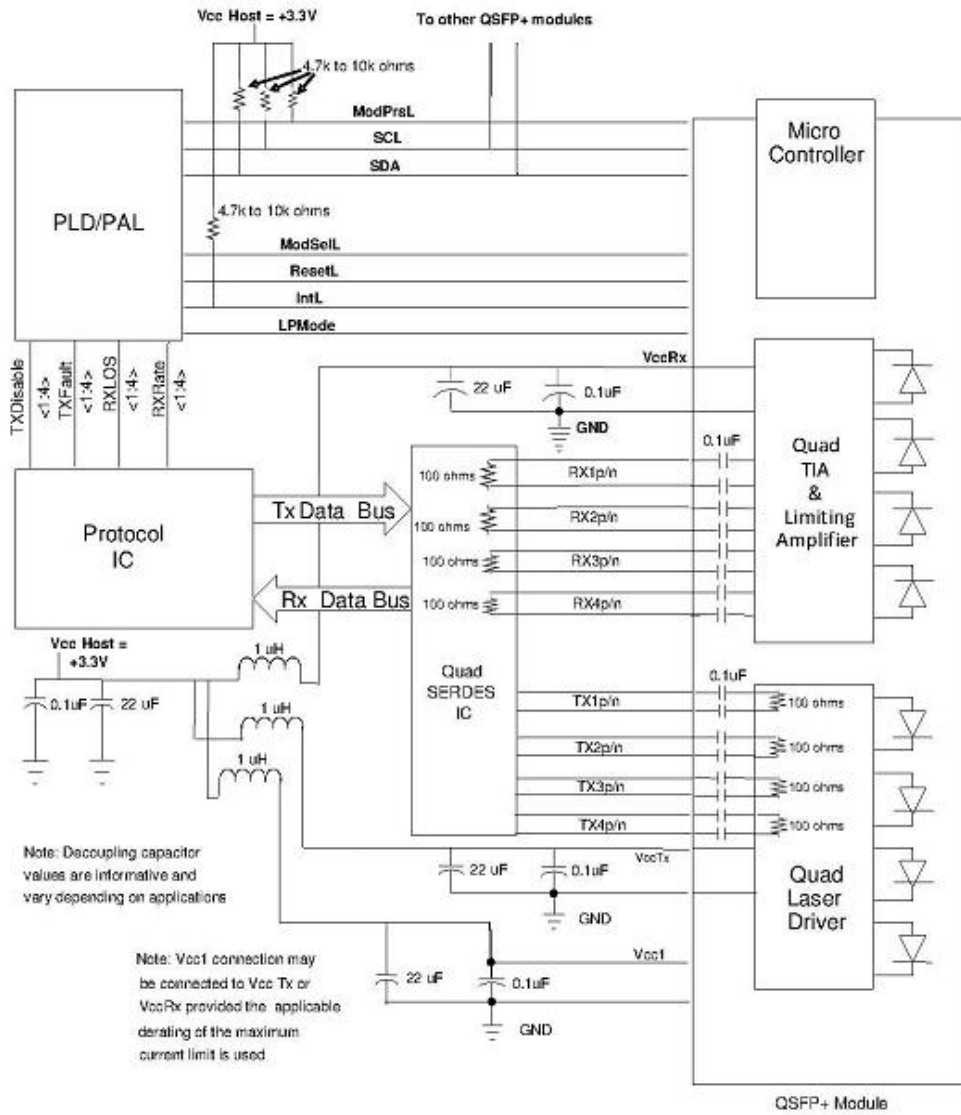 Vcc Host = +3.3V
To other QSFP+ modules
4.7k to 10k ohms
ModPrsL
SCL
SDA
Micro
Controller
PLD/PAL
4.7k to 10k ohms
ModSelL
ResetL
IntL
LPMode
TXDisable
<1:4>
TXFault
<1:4>
RXLOS
<1:4>
RXRate
<1:4>
VccRx
22 uF
0.1uF
GND
0.1uF
Quad
TIA
&
Limiting
Amplifier
100 ohms
RX1p/n
100 ohms
RX2p/n
100 ohms
RX3p/n
100 ohms
RX4p/n
Tx Data Bus
Protocol
IC
Rx Data Bus
Vcc Host =
+3.3V
0.1uF
22 uF
1 uH
1 uH
1 uH
Quad
SERDES
IC
0.1uF
TX1p/n
100 ohms
TX2p/n
100 ohms
TX3p/n
100 ohms
TX4p/n
100 ohms
VccTx
22 uF
0.1uF
GND
Quad
Laser
Driver
Note: Decoupling capacitor
values are informative and
vary depending on applications
Vcc1
22 uF
0.1uF
GND
Note: Vcc1 connection may
be connected to Vcc Tx or
VccRx provided the applicable
derating of the maximum
current limit is used
QSFP+ Module